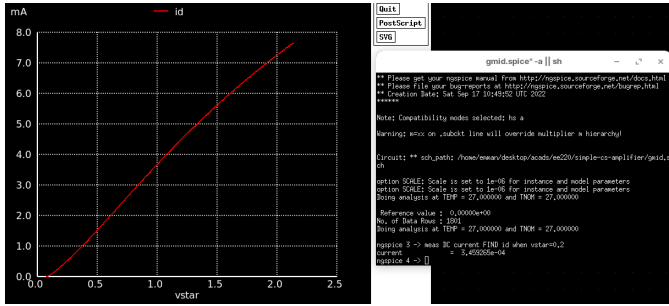 mA
id
8.0
7.0
6.0
5.0
4.0
3.0
2.0
1.0
0.0
0.0 0.5 1.0 1.5 2.0 2.5
vstar
Quit
PostScript
SVG
gmid.spice* -a || sh
** Please get your ngspice manual from http://ngspice.sourceforge.net/docs.html
** Please file your bug-reports at http://ngspice.sourceforge.net/bugrep.html
** Creation Date: Sat Sep 17 10:49:52 UTC 2022
******
Note: Compatibility modes selected: hs a
Warning: m=xx on .subckt line will override multiplier m hierarchy!
Circuit: ** sch_path: /home/emman/desktop/acads/ee220/simple-cs-amplifier/gmid.s
ch
option SCALE: Scale is set to 1e-06 for instance and model parameters
option SCALE: Scale is set to 1e-06 for instance and model parameters
Doing analysis at TEMP = 27.000000 and TNOM = 27.000000
Reference value : 0.00000e+00
No. of Data Rows : 1801
Doing analysis at TEMP = 27.000000 and TNOM = 27.000000
ngspice 3 -> meas DC current FIND id when vstar=0.2
current = 3.459265e-04
ngspice 4 ->